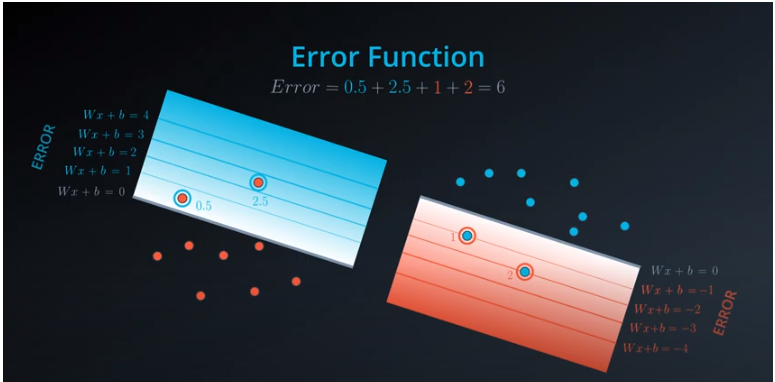 Error Function
Error = 0.5 + 2.5 + 1 + 2 = 6
ERROR
Wx + b = 4
Wx + b = 3
Wx + b = 2
Wx + b = 1
Wx + b = 0
0.5
2.5
1
2
Wx + b = 0
Wx + b = −1
Wx+b = −2
Wx+b = −3
Wx+b = −4
ERROR